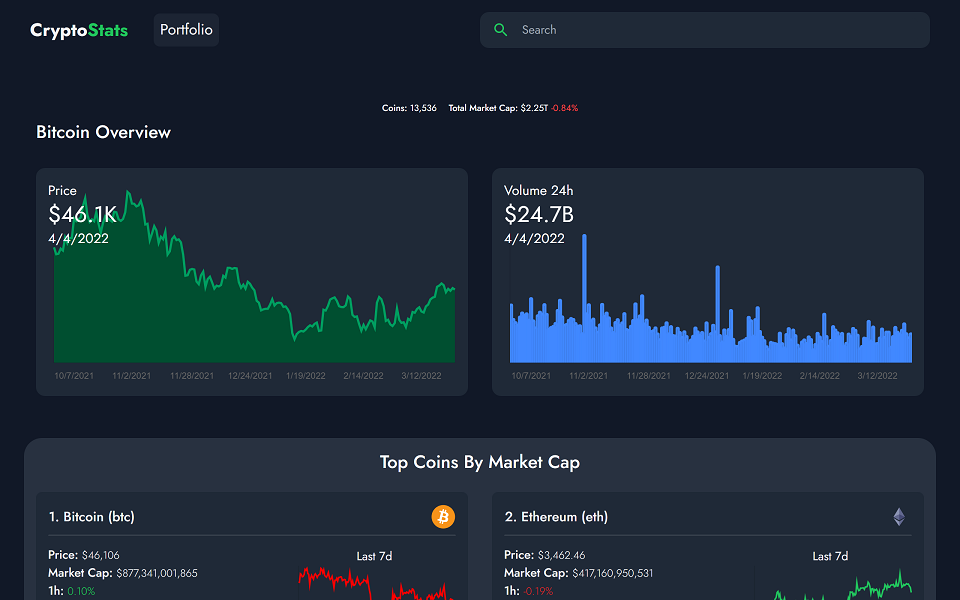 CryptoStats
Portfolio
Search
Coins: 13,536 Total Market Cap: $2.25T -0.84%
Bitcoin Overview
Price
$46.1K
4/4/2022
10/7/2021 11/2/2021 11/28/2021 12/24/2021 1/19/2022 2/14/2022 3/12/2022
Volume 24h
$24.7B
4/4/2022
10/7/2021 11/2/2021 11/28/2021 12/24/2021 1/19/2022 2/14/2022 3/12/2022
Top Coins By Market Cap
1. Bitcoin (btc)
Price: $46,106
Market Cap: $877,341,001,865
1h: 0.10%
Last 7d
2. Ethereum (eth)
Price: $3,462.46
Market Cap: $417,160,950,531
1h: -0.19%
Last 7d